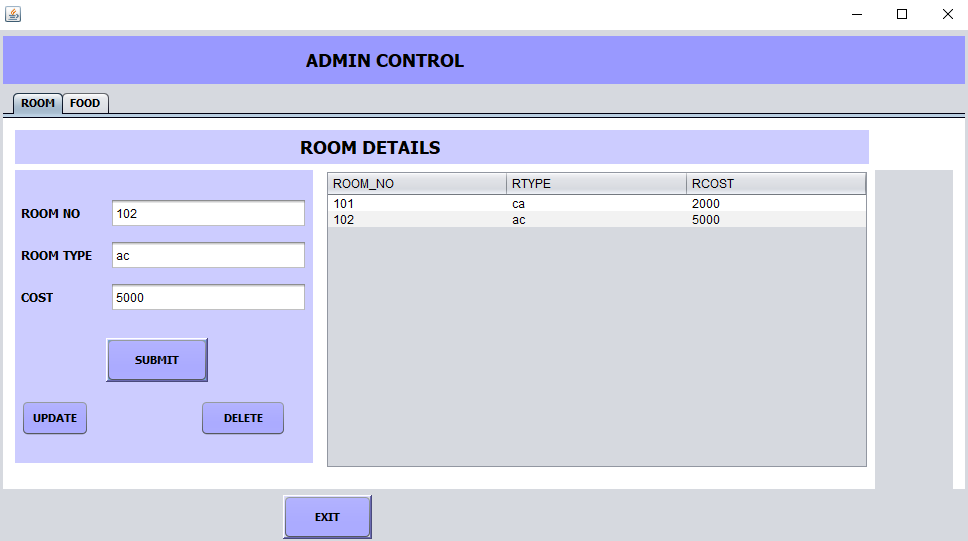 ADMIN CONTROL
ROOM FOOD
ROOM DETAILS
ROOM NO 102
ROOM TYPE ac
COST 5000
SUBMIT
UPDATE DELETE
ROOM_NO RTYPE RCOST
101 ca 2000
102 ac 5000
EXIT